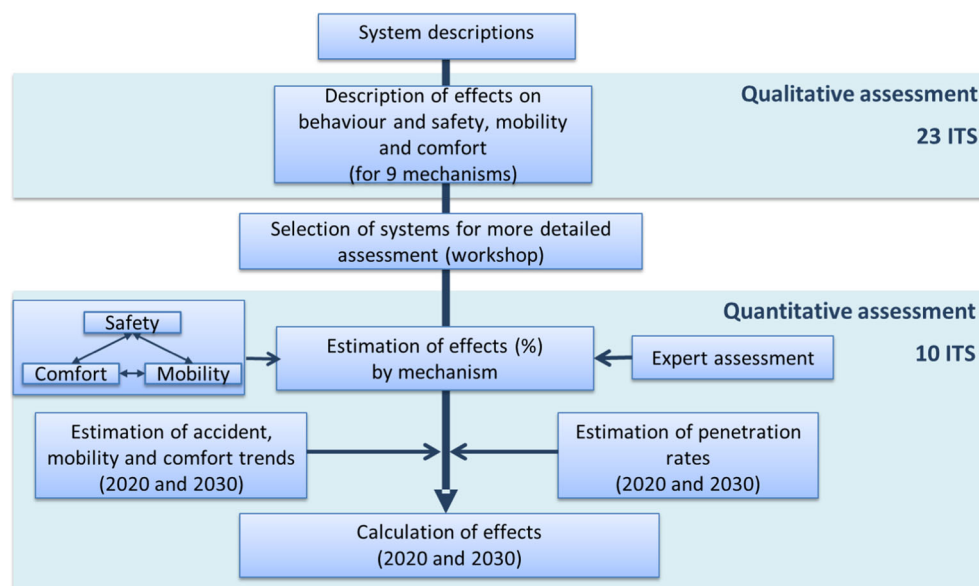 System descriptions
Qualitative assessment
23 ITS
Description of effects on
behaviour and safety, mobility
and comfort
(for 9 mechanisms)
Selection of systems for more detailed
assessment (workshop)
Quantitative assessment
10 ITS
Safety
Comfort
Mobility
Estimation of effects (%)
by mechanism
Expert assessment
Estimation of accident,
mobility and comfort trends
(2020 and 2030)
Estimation of penetration
rates
(2020 and 2030)
Calculation of effects
(2020 and 2030)